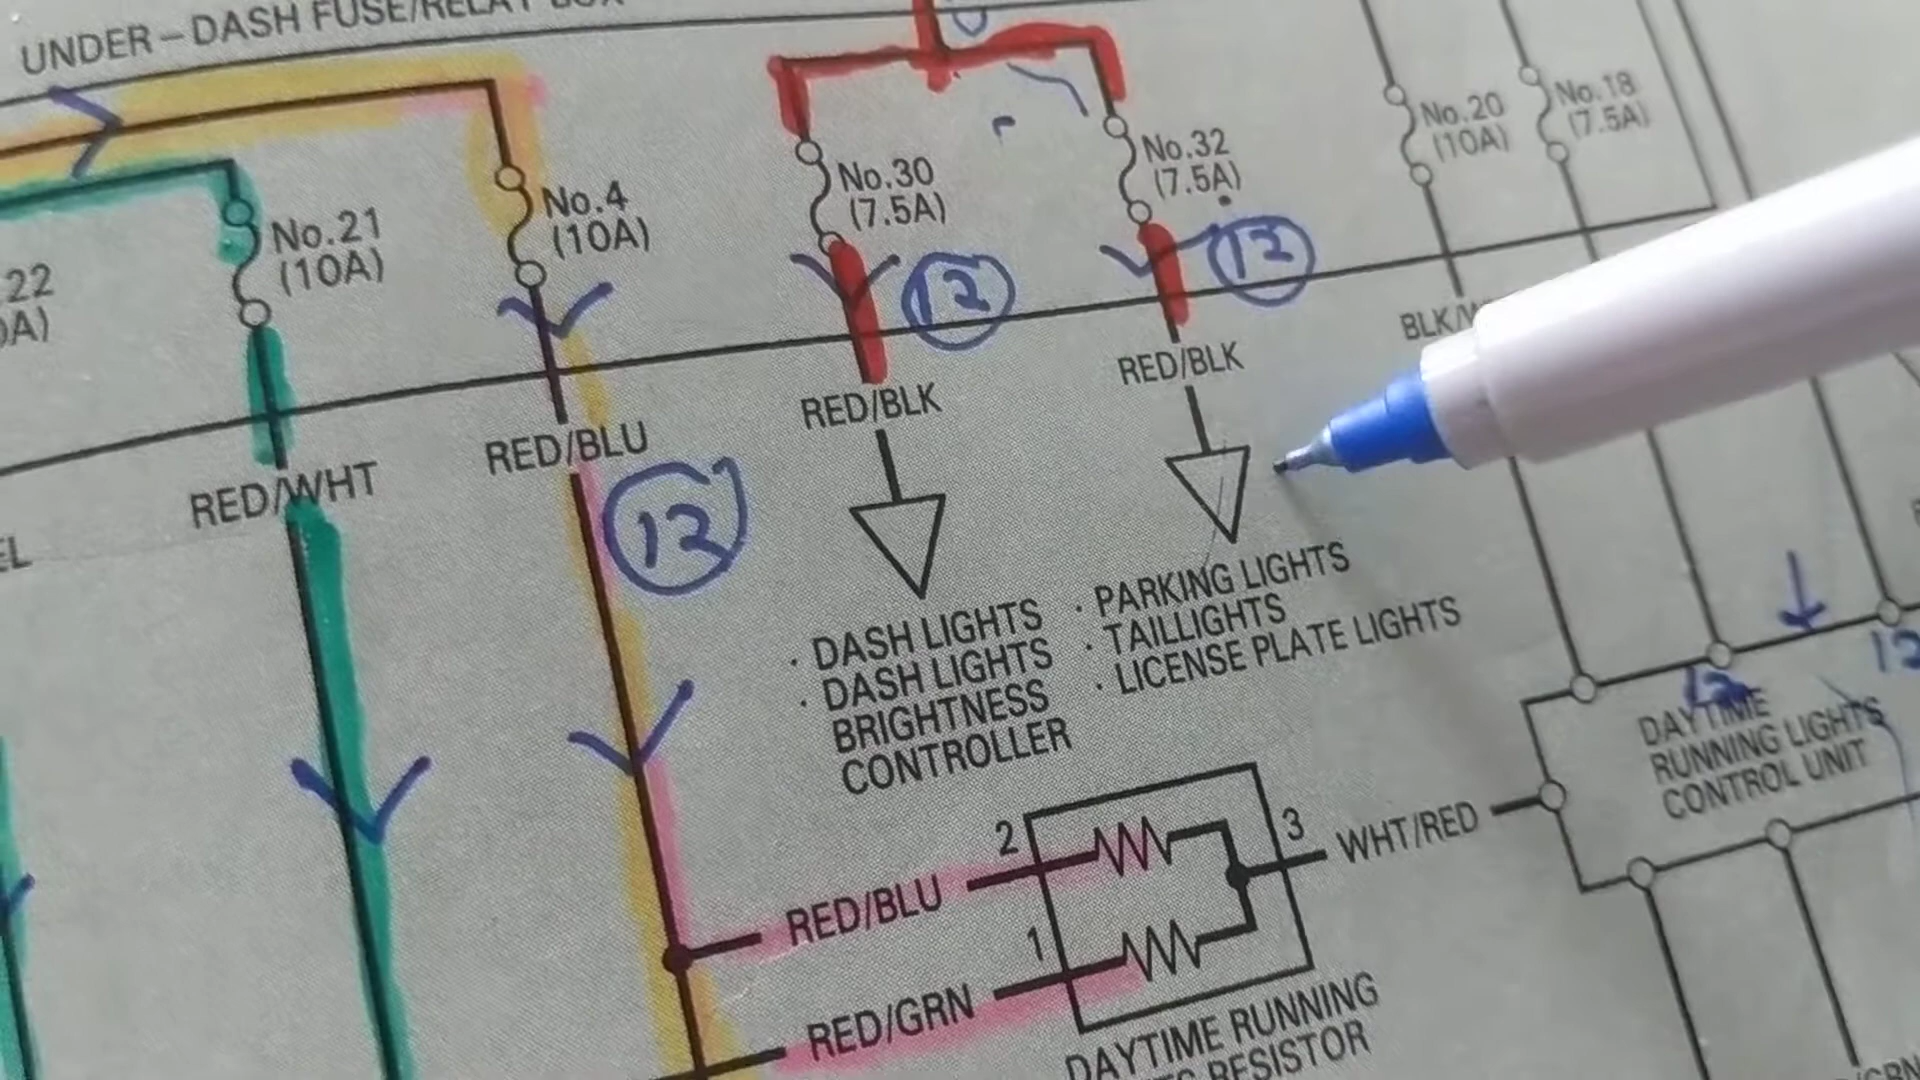 UNDER-DASH FUSE/RELAY BOX
No.20
(10A)
No.18
(7.5A)
No.32
(7.5A)
No.30
(7.5A)
No.4
(10A)
No.21
(10A)
22
12
12
BLK/
RED/BLK
RED/BLK
RED/BLU
RED/WHT
12
· DASH LIGHTS
· DASH LIGHTS
BRIGHTNESS
CONTROLLER
· PARKING LIGHTS
· TAILLIGHTS
· LICENSE PLATE LIGHTS
12
12
DAYTIME
RUNNING LIGHTS
CONTROL UNIT
2
3
WHT/RED
RED/BLU
1
RED/GRN
DAYTIME RUNNING
RESISTOR